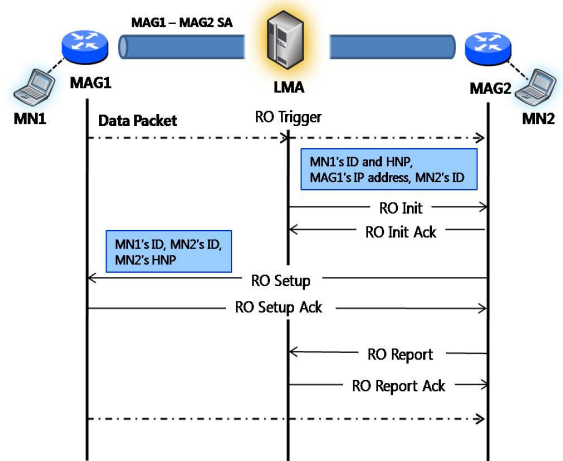 MAG1 – MAG2 SA
MAG1
LMA
MAG2
MN1
MN2
Data Packet
RO Trigger
MN1's ID and HNP,
MAG1's IP address, MN2's ID
RO Init
RO Init Ack
MN1's ID, MN2's ID,
MN2's HNP
RO Setup
RO Setup Ack
RO Report
RO Report Ack